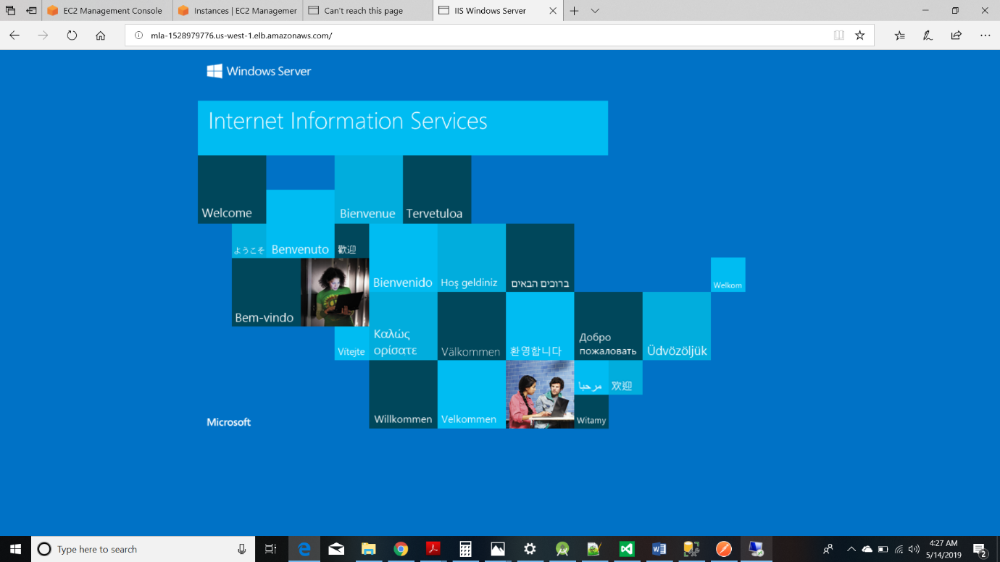 EC2 Management Console
Instances | EC2 Managemer
Can't reach this page
IIS Windows Server
mla-1528979776.us-west-1.elb.amazonaws.com/
Windows Server
Internet Information Services
Welcome
Bienvenue
Tervetuloa
ようこそ
Benvenuto
歡迎
Bienvenido
Hoş geldiniz
ברוכים הבאים
Welkom
Bem-vindo
Vítejte
Καλώς
ορίσατε
Välkommen
환영합니다
Добро
пожаловать
Üdvözöljük
مرحبا
欢迎
Willkommen
Velkommen
Witamy
Microsoft
Type here to search
4:27 AM
5/14/2019
2